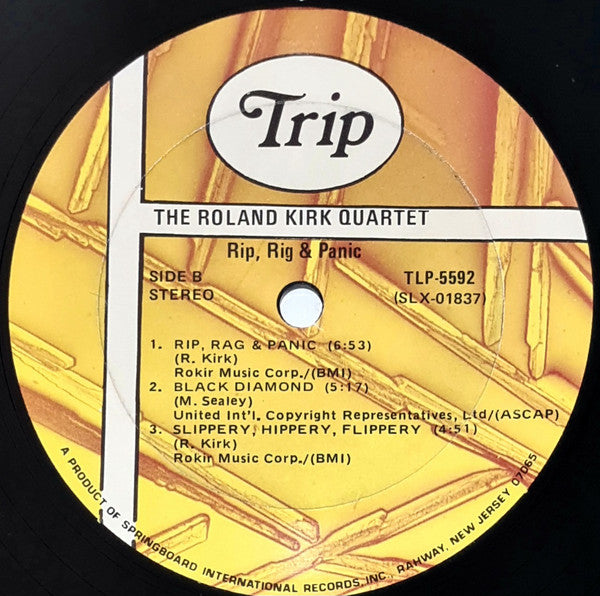 Trip
THE ROLAND KIRK QUARTET
Rip, Rig & Panic
SIDE B
STEREO
TLP-5592
(SLX-01837)
1. RIP, RAG & PANIC (6:53)
(R. Kirk)
Rokir Music Corp./(BMI)
2. BLACK DIAMOND (5:17)
(M. Sealey)
United Int'l. Copyright Representatives, Ltd/(ASCAP)
3. SLIPPERY, HIPPERY, FLIPPERY (4:51)
(R. Kirk)
Rokir Music Corp./(BMI)
A PRODUCT OF SPRINGBOARD INTERNATIONAL RECORDS, INC., RAHWAY, NEW JERSEY 07065